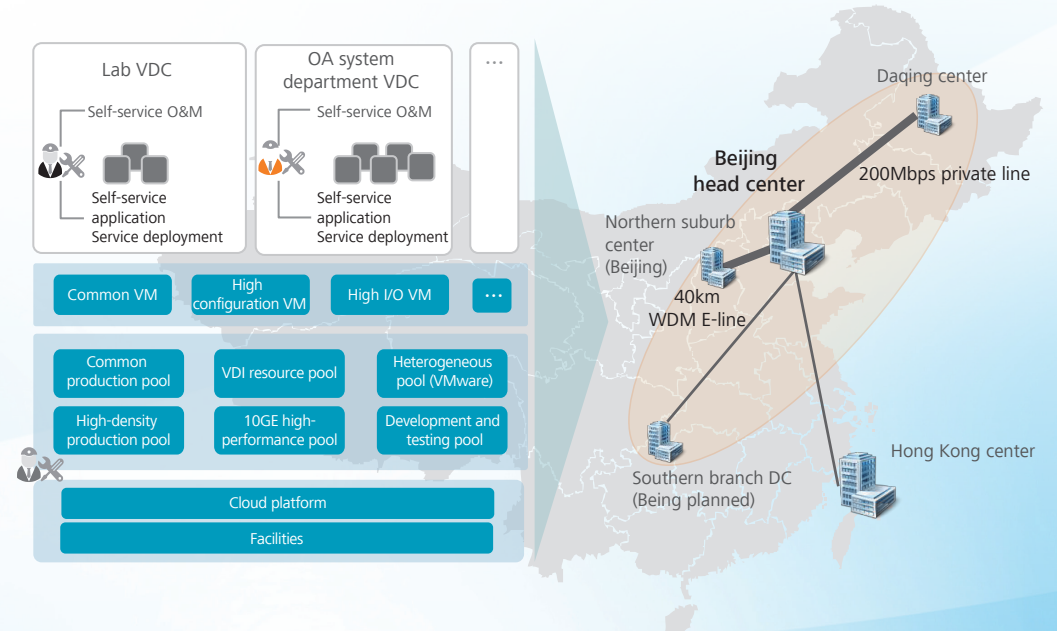 Lab VDC
Self-service O&M
Self-service
application
Service deployment
OA system
department VDC
Self-service O&M
Self-service
application
Service deployment
...
Common VM
High
configuration VM
High I/O VM
...
Common
production pool
VDI resource pool
Heterogeneous
pool (VMware)
High-density
production pool
10GE high-
performance pool
Development and
testing pool
Cloud platform
Facilities
Daqing center
200Mbps private line
Beijing
head center
Northern suburb
center
(Beijing)
40km
WDM E-line
Southern branch DC
(Being planned)
Hong Kong center